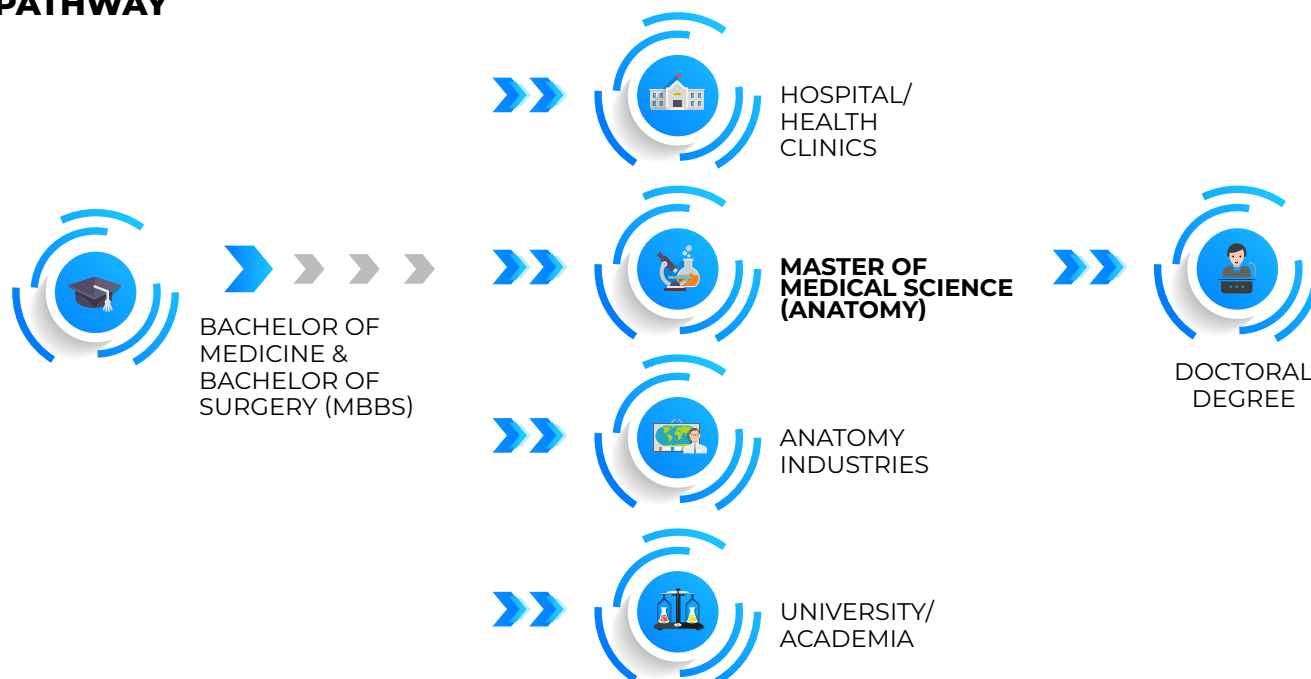 PATHWAY
HOSPITAL/
HEALTH
CLINICS
BACHELOR OF
MEDICINE &
BACHELOR OF
SURGERY (MBBS)
MASTER OF
MEDICAL SCIENCE
(ANATOMY)
DOCTORAL
DEGREE
ANATOMY
INDUSTRIES
UNIVERSITY/
ACADEMIA